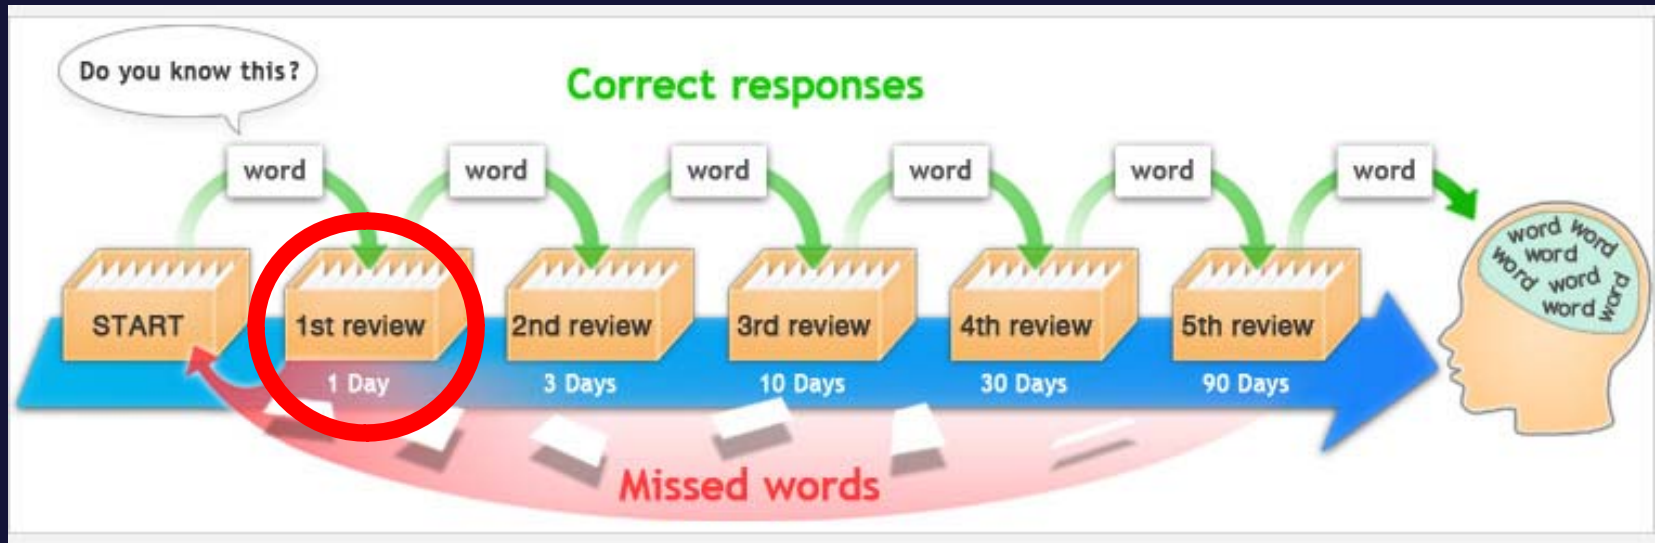 Do you know this?
Correct responses
word word word word word word
START 1st review 2nd review 3rd review 4th review 5th review
1 Day 3 Days 10 Days 30 Days 90 Days
Missed words
word word
word
word word word
word